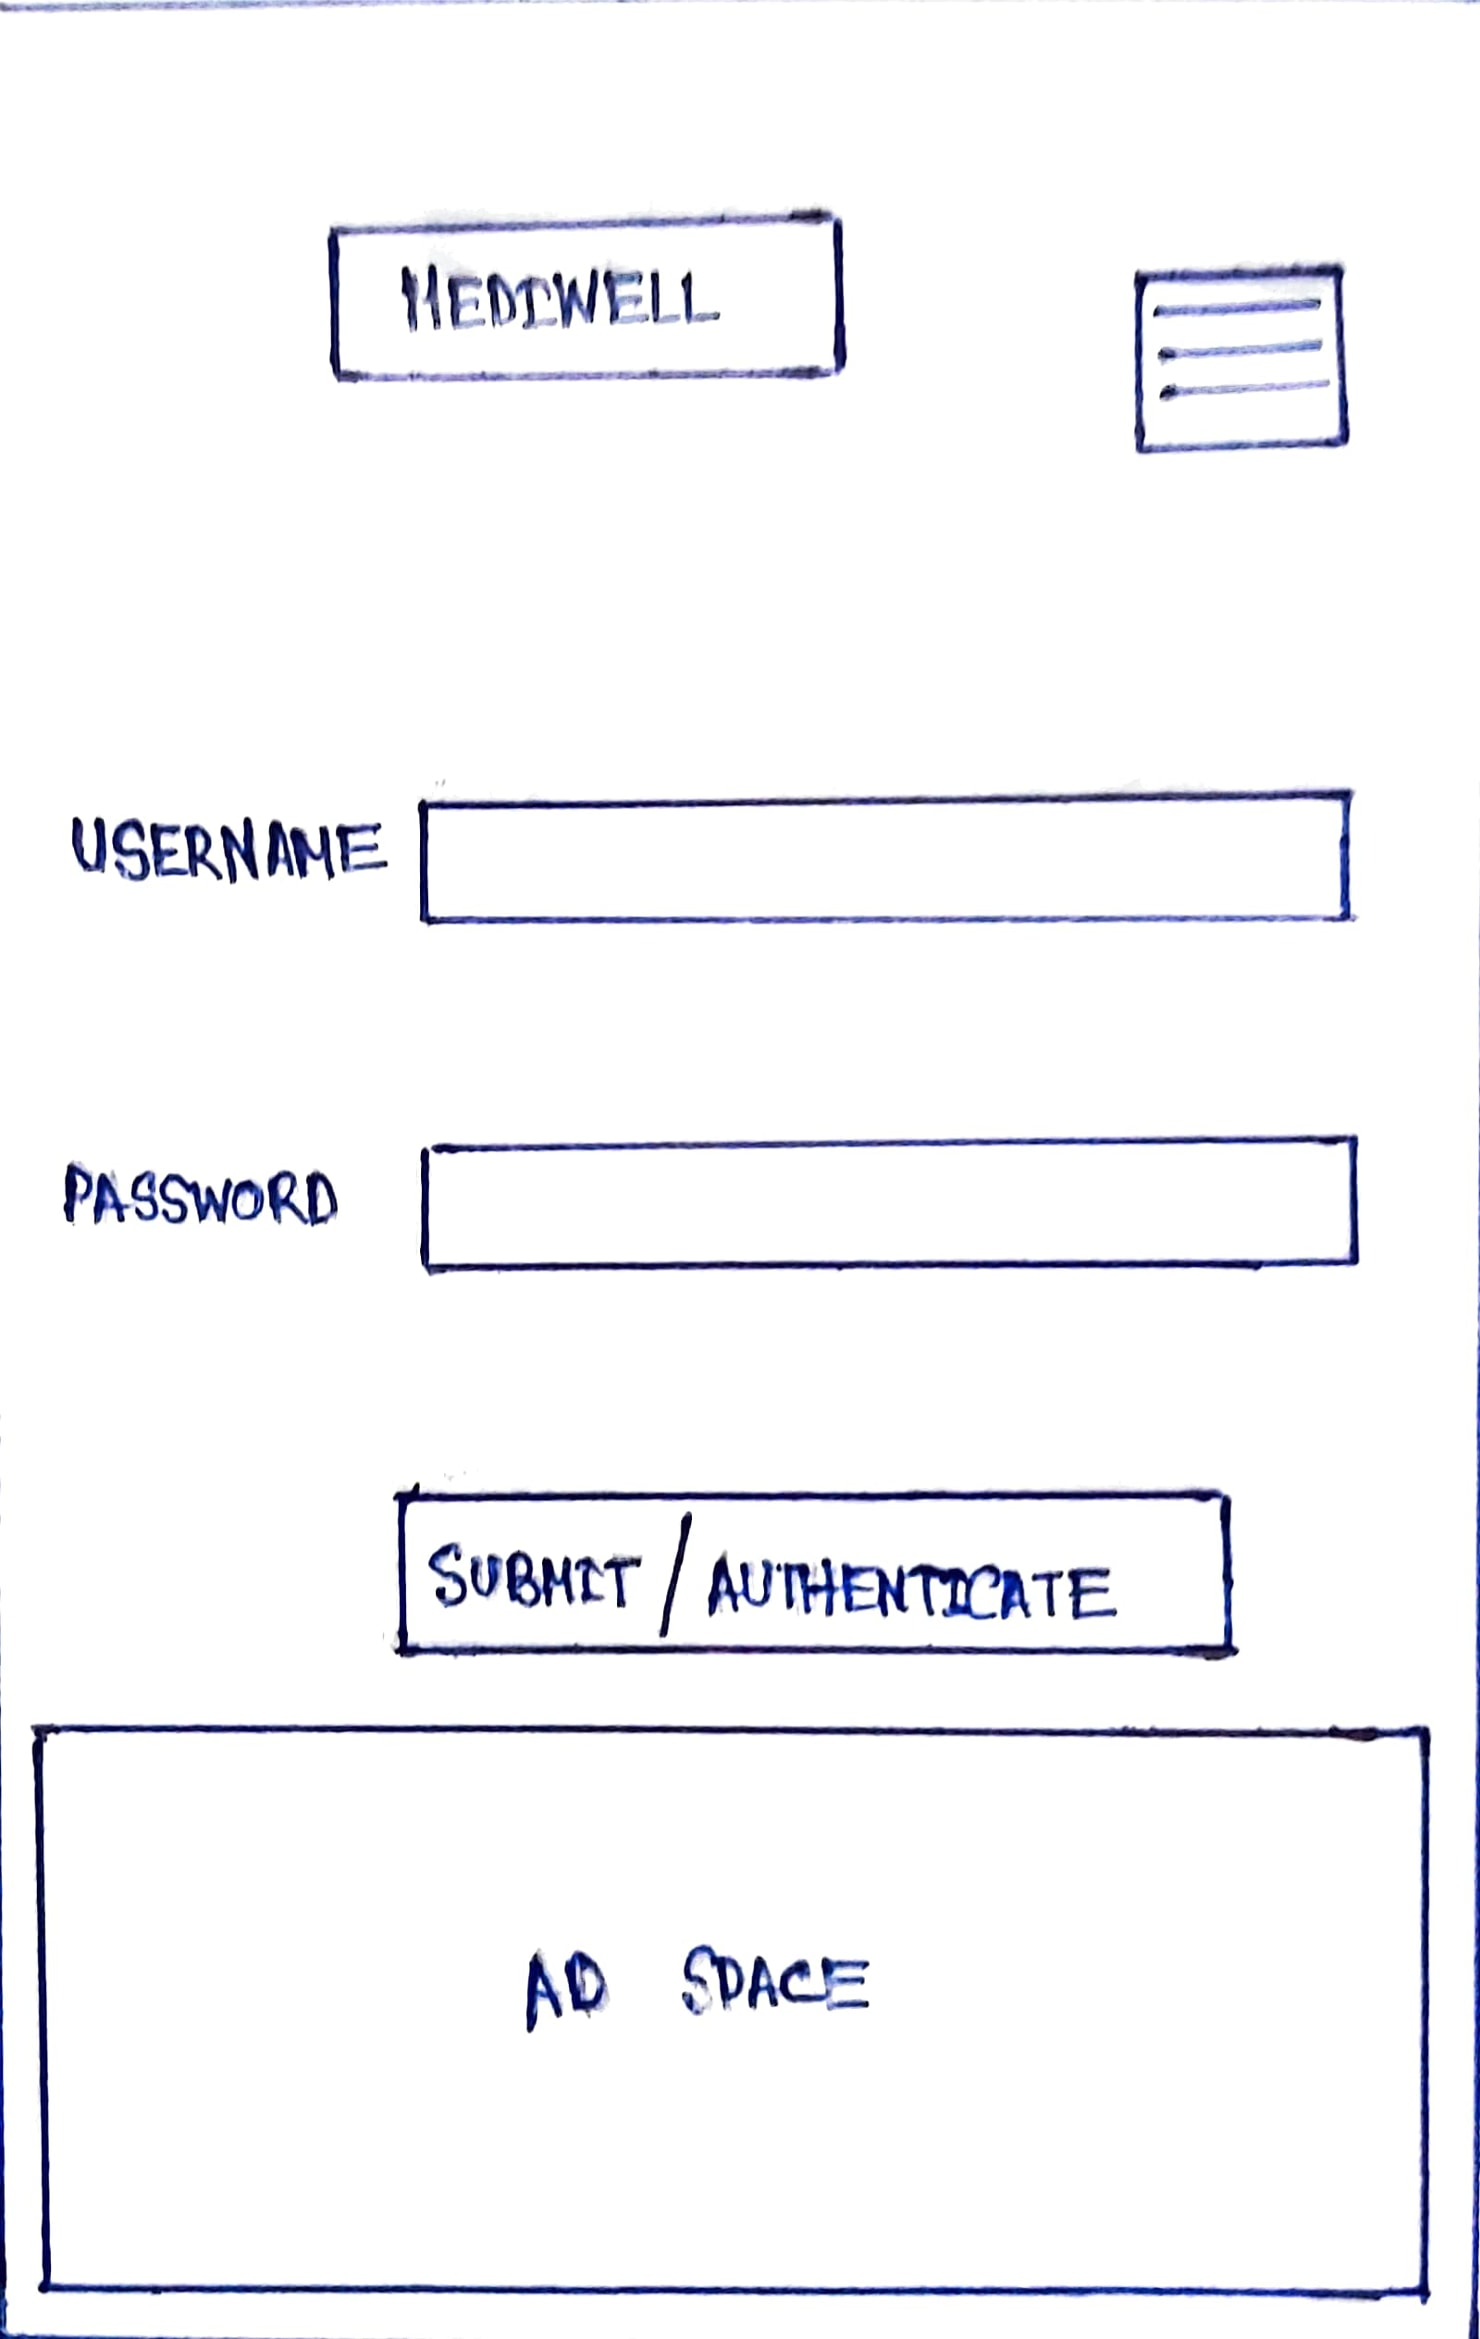 MEDIWELL
USERNAME
PASSWORD
SUBMIT / AUTHENTICATE
AD SPACE